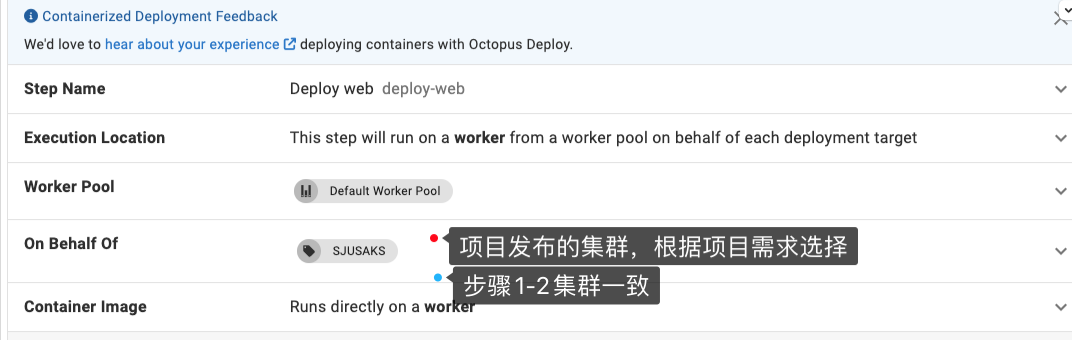 Containerized Deployment Feedback
We'd love to hear about your experience deploying containers with Octopus Deploy.
Step Name Deploy web deploy-web
Execution Location This step will run on a worker from a worker pool on behalf of each deployment target
Worker Pool Default Worker Pool
On Behalf Of SJUSAKS 项目发布的集群，根据项目需求选择
步骤1-2集群一致
Container Image Runs directly on a worker